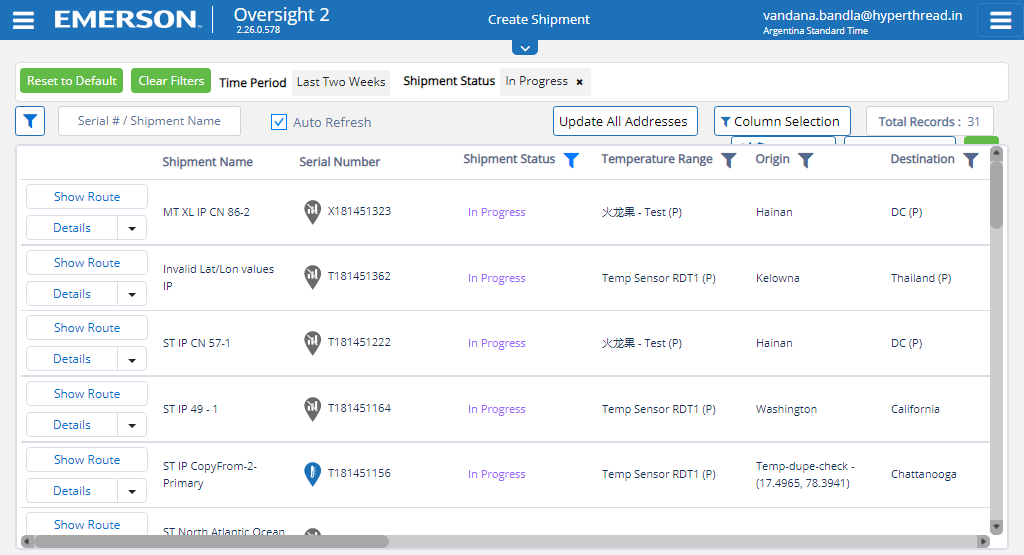 EMERSON.
Oversight 2
2.26.0.578
Create Shipment
vandana.bandla@hyperthread.in
Argentina Standard Time
Reset to Default
Clear Filters
Time Period
Last Two Weeks
Shipment Status
In Progress ×
Serial # / Shipment Name
Auto Refresh
Update All Addresses
Column Selection
Total Records : 31
Shipment Name
Serial Number
Shipment Status
Temperature Range
Origin
Destination
Show Route
Details
MT XL IP CN 86-2
X181451323
In Progress
火龙果 - Test (P)
Hainan
DC (P)
Show Route
Details
Invalid Lat/Lon values
IP
T181451362
In Progress
Temp Sensor RDT1 (P)
Kelowna
Thailand (P)
Show Route
Details
ST IP CN 57-1
T181451222
In Progress
火龙果 - Test (P)
Hainan
DC (P)
Show Route
Details
ST IP 49 - 1
T181451164
In Progress
Temp Sensor RDT1 (P)
Washington
California
Show Route
Details
ST IP CopyFrom-2-
Primary
T181451156
In Progress
Temp Sensor RDT1 (P)
Temp-dupe-check -
(17.4965, 78.3941)
Chattanooga
Show Route
ST North Atlantic Ocean